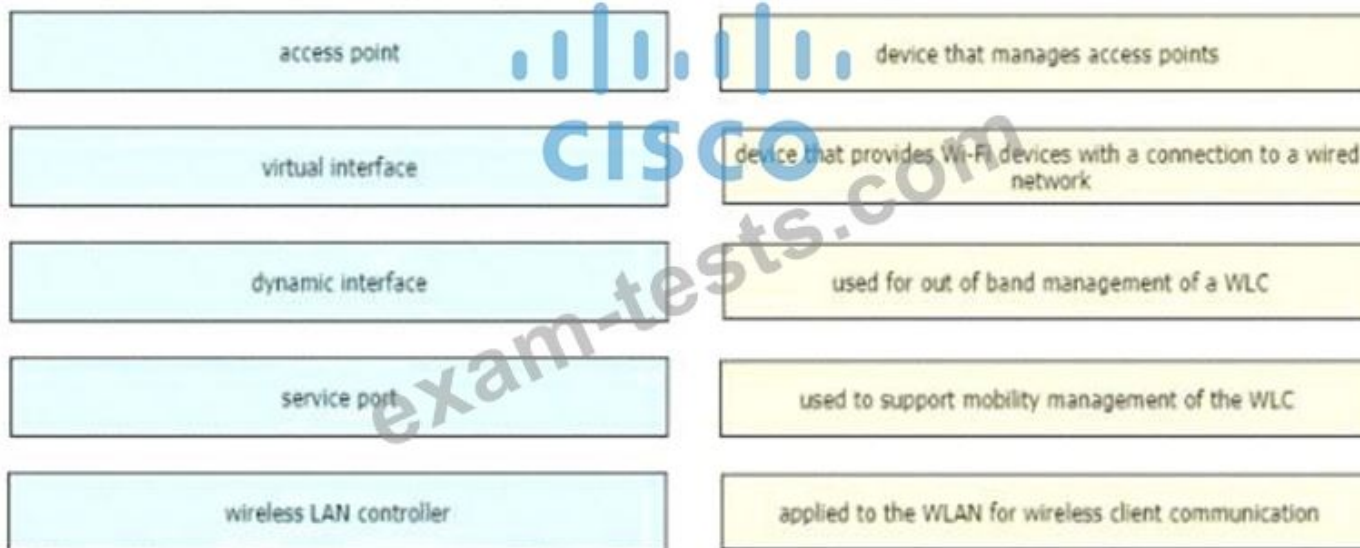 access point
device that manages access points
virtual interface
CISCO
device that provides Wi-Fi devices with a connection to a wired
network
dynamic interface
used for out of band management of a WLC
service port
used to support mobility management of the WLC
wireless LAN controller
applied to the WLAN for wireless client communication
exam-tests.com